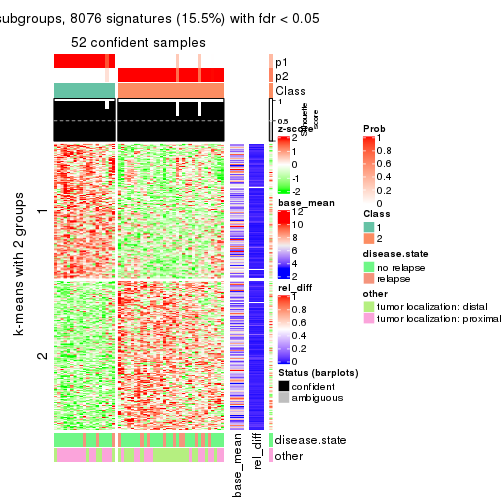 subgroups, 8076 signatures (15.5%) with fdr < 0.05
52 confident samples
p1
p2
Class
1
0.5
0
Silhouette
score
k-means with 2 groups
1
2
z-score
2
1
0
-1
-2
base_mean
12
10
8
6
4
2
rel_diff
1
0.8
0.6
0.4
0.2
0
Status (barplots)
confident
ambiguous
Prob
1
0.8
0.6
0.4
0.2
0
Class
1
2
disease.state
no relapse
relapse
other
tumor localization: distal
tumor localization: proximal
disease.state
other
base_mean
rel_diff